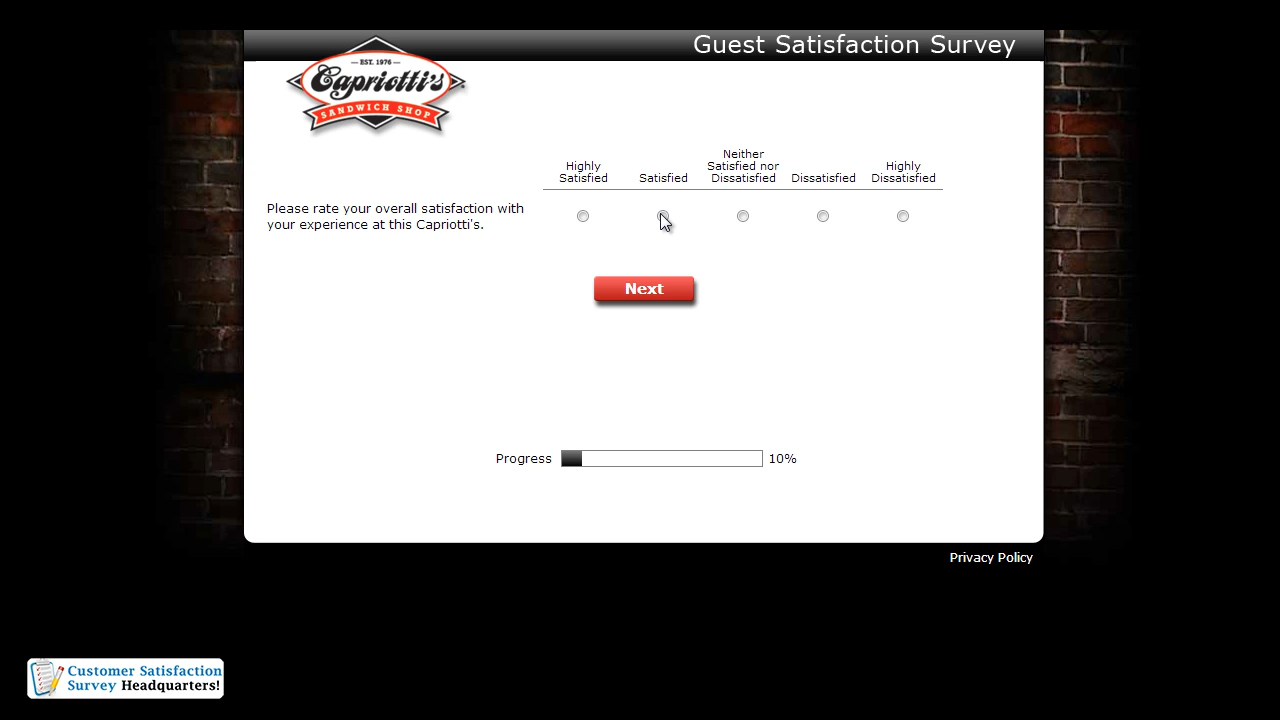 Guest Satisfaction Survey
— EST. 1976 —
Capriotti's
SANDWICH SHOP
Highly
Satisfied
Satisfied
Neither
Satisfied nor
Dissatisfied
Dissatisfied
Highly
Dissatisfied
Please rate your overall satisfaction with
your experience at this Capriotti's.
Next
Progress 10%
Privacy Policy
Customer Satisfaction
Survey Headquarters!